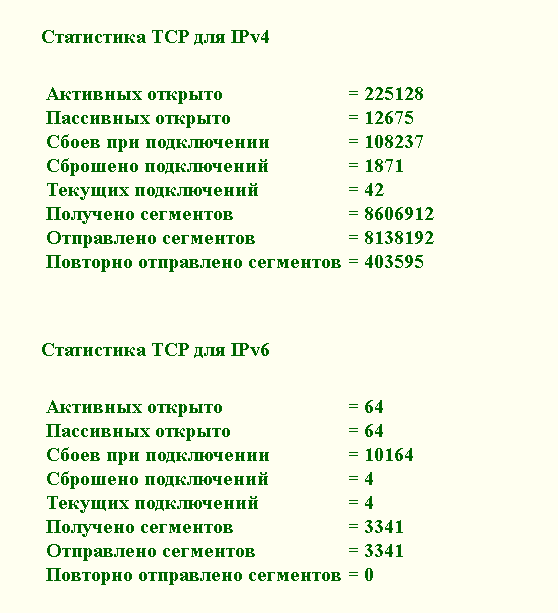 Статистика TCP для IPv4
Активных открыто = 225128
Пассивных открыто = 12675
Сбоев при подключении = 108237
Сброшено подключений = 1871
Текущих подключений = 42
Получено сегментов = 8606912
Отправлено сегментов = 8138192
Повторно отправлено сегментов = 403595
Статистика TCP для IPv6
Активных открыто = 64
Пассивных открыто = 64
Сбоев при подключении = 10164
Сброшено подключений = 4
Текущих подключений = 4
Получено сегментов = 3341
Отправлено сегментов = 3341
Повторно отправлено сегментов = 0